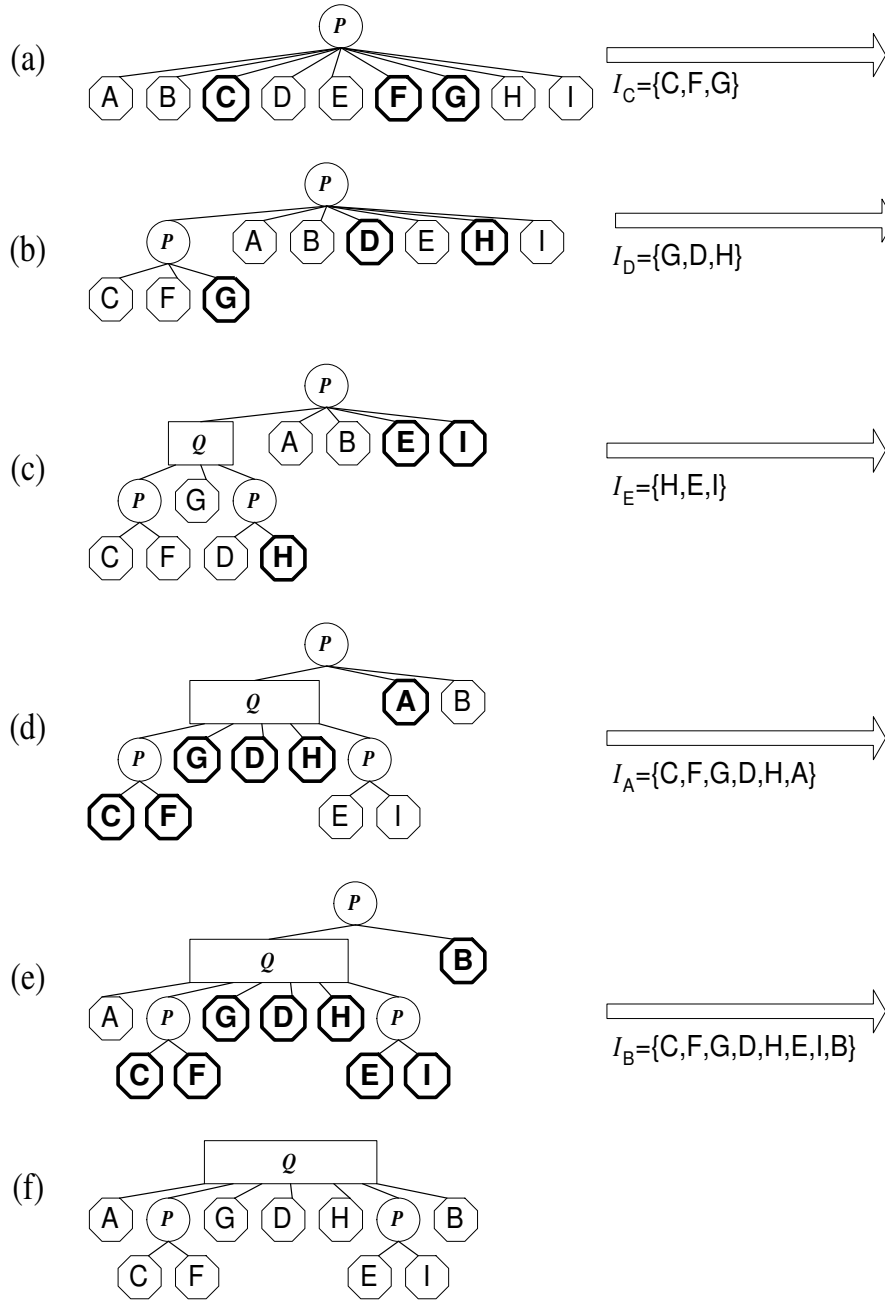 P
(a)
A B C D E F G H I
I_C={C,F,G}
P
(b)
P A B D E H I
C F G
I_D={G,D,H}
P
(c)
Q A B E I
P G P
C F D H
I_E={H,E,I}
P
(d)
Q A B
P G D H P
C F E I
I_A={C,F,G,D,H,A}
P
(e)
Q B
A P G D H P
C F E I
I_B={C,F,G,D,H,E,I,B}
(f)
Q
A P G D H P B
C F E I